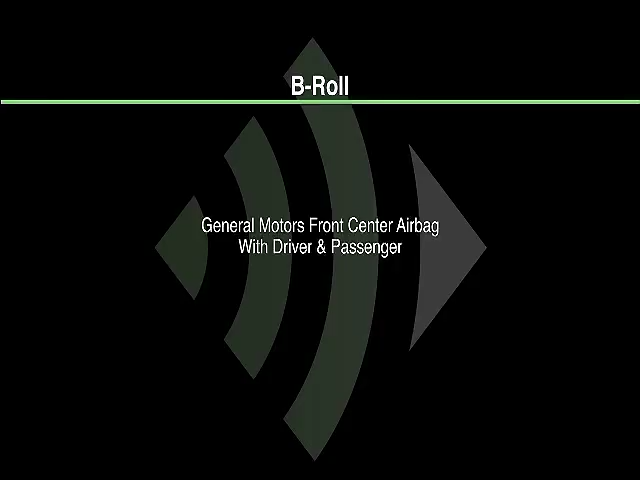 B-Roll
General Motors Front Center Airbag
With Driver & Passenger